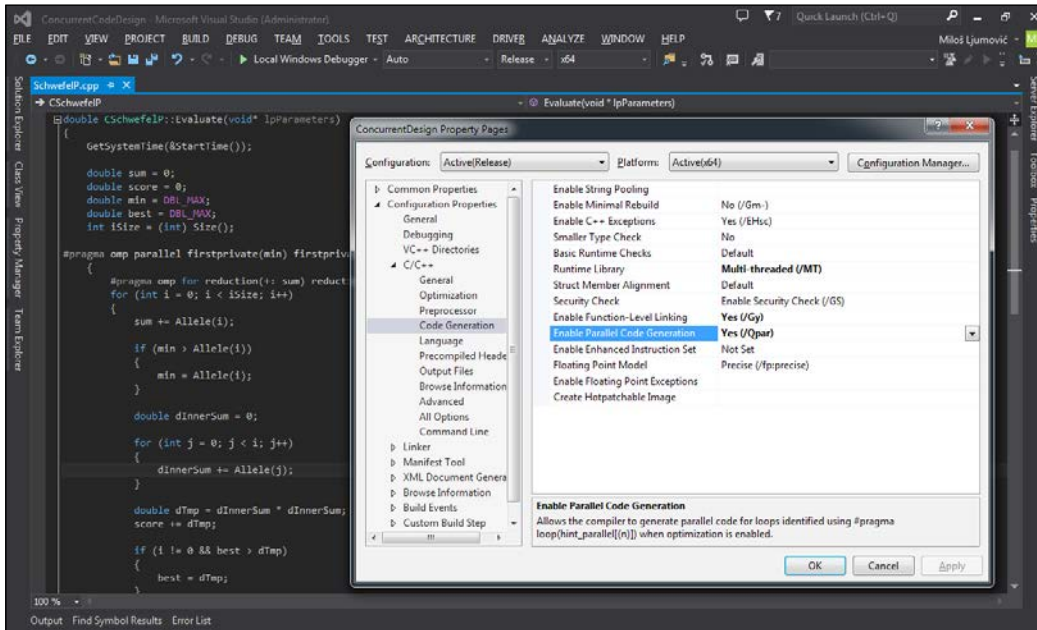 ConcurrentCodeDesign - Microsoft Visual Studio (Administrator)
7 Quick Launch (Ctrl+Q)
FILE EDIT VIEW PROJECT BUILD DEBUG TEAM TOOLS TEST ARCHITECTURE DRIVER ANALYZE WINDOW HELP
Miloš Ljumović
Local Windows Debugger Auto Release x64
Solution Explorer Class View Property Manager Team Explorer
Server Explorer Toolbox Properties
SchwefelP.cpp
CSchwefelP
Evaluate(void * lpParameters)
double CSchwefelP::Evaluate(void* lpParameters)
{
GetSystemTime(&StartTime());
double sum = 0;
double score = 0;
double min = DBL_MAX;
double best = DBL_MAX;
int iSize = (int) Size();
#pragma omp parallel firstprivate(min) firstpriva
{
#pragma omp for reduction(+: sum) reduct
for (int i = 0; i < iSize; i++)
{
sum += Allele(i);
if (min > Allele(i))
{
min = Allele(i);
}
double dInnerSum = 0;
for (int j = 0; j < i; j++)
{
dInnerSum += Allele(j);
}
double dTmp = dInnerSum * dInnerSum;
score += dTmp;
if (i != 0 && best > dTmp)
{
best = dTmp;
}
100 %
Output Find Symbol Results Error List
ConcurrentDesign Property Pages
Configuration: Active(Release) Platform: Active(x64) Configuration Manager...
Common Properties
Configuration Properties
General
Debugging
VC++ Directories
C/C++
General
Optimization
Preprocessor
Code Generation
Language
Precompiled Heade
Output Files
Browse Information
Advanced
All Options
Command Line
Linker
Manifest Tool
XML Document Genera
Browse Information
Build Events
Custom Build Step
Enable String Pooling
Enable Minimal Rebuild No (/Gm-)
Enable C++ Exceptions Yes (/EHsc)
Smaller Type Check No
Basic Runtime Checks Default
Runtime Library Multi-threaded (/MT)
Struct Member Alignment Default
Security Check Enable Security Check (/GS)
Enable Function-Level Linking Yes (/Gy)
Enable Parallel Code Generation Yes (/Qpar)
Enable Enhanced Instruction Set Not Set
Floating Point Model Precise (/fp:precise)
Enable Floating Point Exceptions
Create Hotpatchable Image
Enable Parallel Code Generation
Allows the compiler to generate parallel code for loops identified using #pragma
loop(hint_parallel[(n)]) when optimization is enabled.
OK Cancel Apply